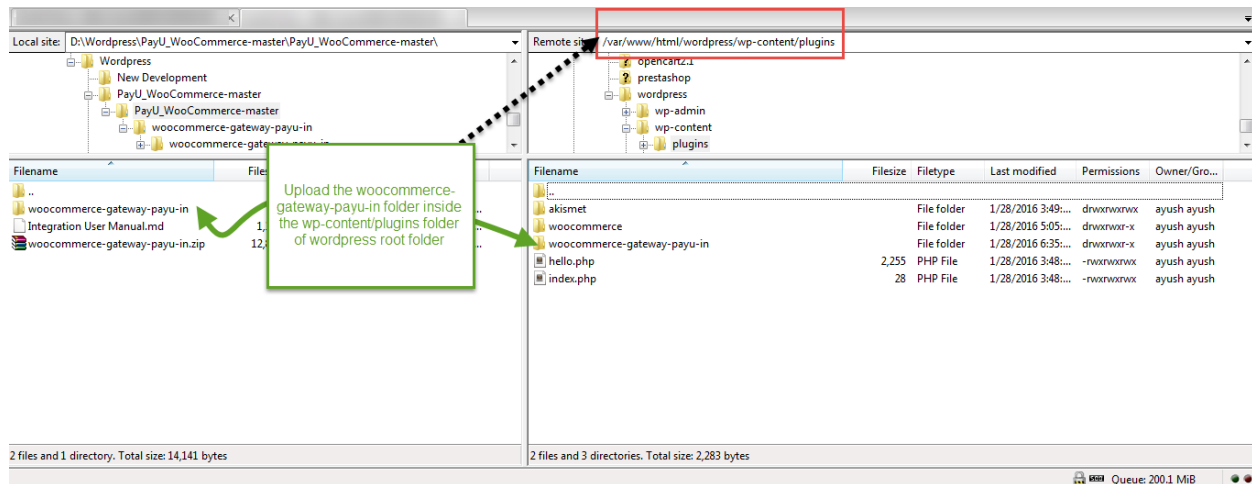 Local site: D:\Wordpress\PayU_WooCommerce-master\PayU_WooCommerce-master\
Wordpress
New Development
PayU_WooCommerce-master
PayU_WooCommerce-master
woocommerce-gateway-payu-in
woocommerce-gateway-payu-in
Filename
..
woocommerce-gateway-payu-in
Integration User Manual.md
woocommerce-gateway-payu-in.zip
2 files and 1 directory. Total size: 14,141 bytes
Upload the woocommerce-
gateway-payu-in folder inside
the wp-content/plugins folder
of wordpress root folder
Remote site: /var/www/html/wordpress/wp-content/plugins
opencart2.1
prestashop
wordpress
wp-admin
wp-content
plugins
Filename Filesize Filetype Last modified Permissions Owner/Gro...
..
akismet File folder 1/28/2016 3:49:... drwxrwxrwx ayush ayush
woocommerce File folder 1/28/2016 5:05:... drwxrwxr-x ayush ayush
woocommerce-gateway-payu-in File folder 1/28/2016 6:35:... drwxrwxr-x ayush ayush
hello.php 2,255 PHP File 1/28/2016 3:48:... -rwxrwxrwx ayush ayush
index.php 28 PHP File 1/28/2016 3:48:... -rwxrwxrwx ayush ayush
2 files and 3 directories. Total size: 2,283 bytes
Queue: 200.1 MiB